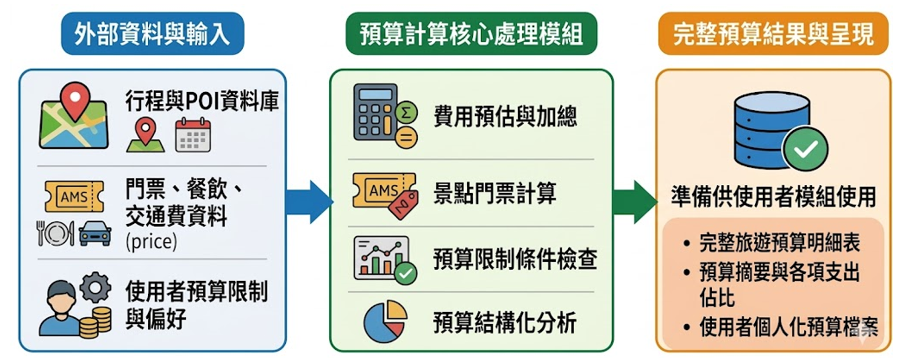 外部資料與輸入
行程與POI資料庫
AMS
門票、餐飲、
交通費資料
(price)
使用者預算限制
與偏好
預算計算核心處理模組
Σ
=
費用預估與加總
AMS
景點門票計算
預算限制條件檢查
預算結構化分析
完整預算結果與呈現
準備供使用者模組使用
• 完整旅遊預算明細表
• 預算摘要與各項支出
佔比
• 使用者個人化預算檔案